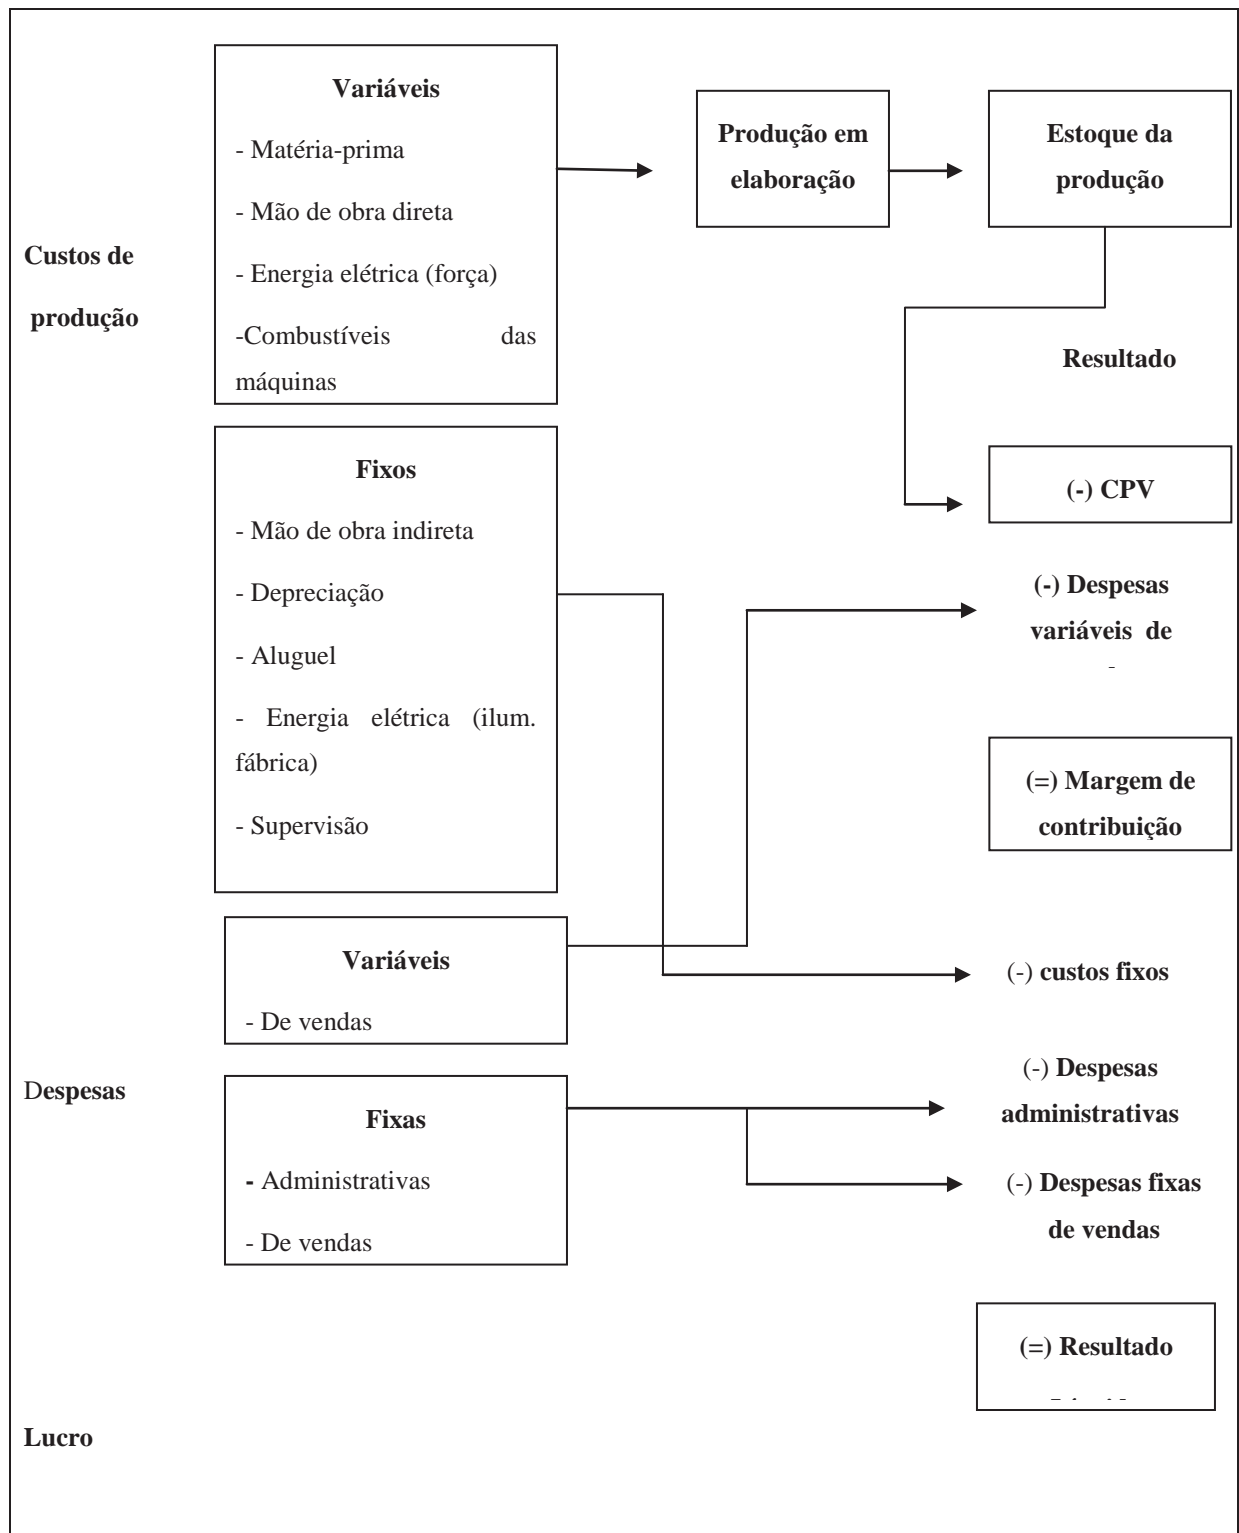 Custos de
produção
Variáveis
- Matéria-prima
- Mão de obra direta
- Energia elétrica (força)
-Combustíveis das
máquinas
Produção em
elaboração
Estoque da
produção
Resultado
Fixos
- Mão de obra indireta
- Depreciação
- Aluguel
- Energia elétrica (ilum.
fábrica)
- Supervisão
(-) CPV
(-) Despesas
variáveis de
(=) Margem de
contribuição
Despesas
Variáveis
- De vendas
(-) custos fixos
Fixas
- Administrativas
- De vendas
(-) Despesas
administrativas
(-) Despesas fixas
de vendas
(=) Resultado
Lucro